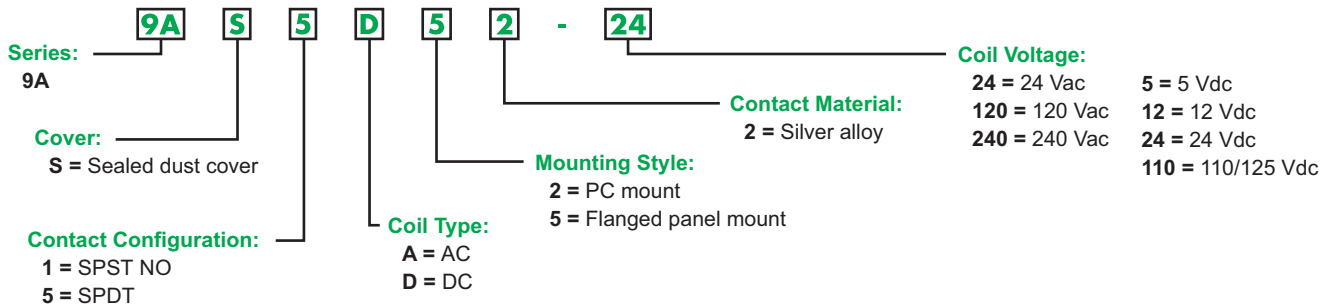 9A S 5 D 5 2 - 24
Series:
9A
Cover:
S = Sealed dust cover
Contact Configuration:
1 = SPST NO
5 = SPDT
Coil Type:
A = AC
D = DC
Mounting Style:
2 = PC mount
5 = Flanged panel mount
Contact Material:
2 = Silver alloy
Coil Voltage:
24 = 24 Vac
120 = 120 Vac
240 = 240 Vac
5 = 5 Vdc
12 = 12 Vdc
24 = 24 Vdc
110 = 110/125 Vdc